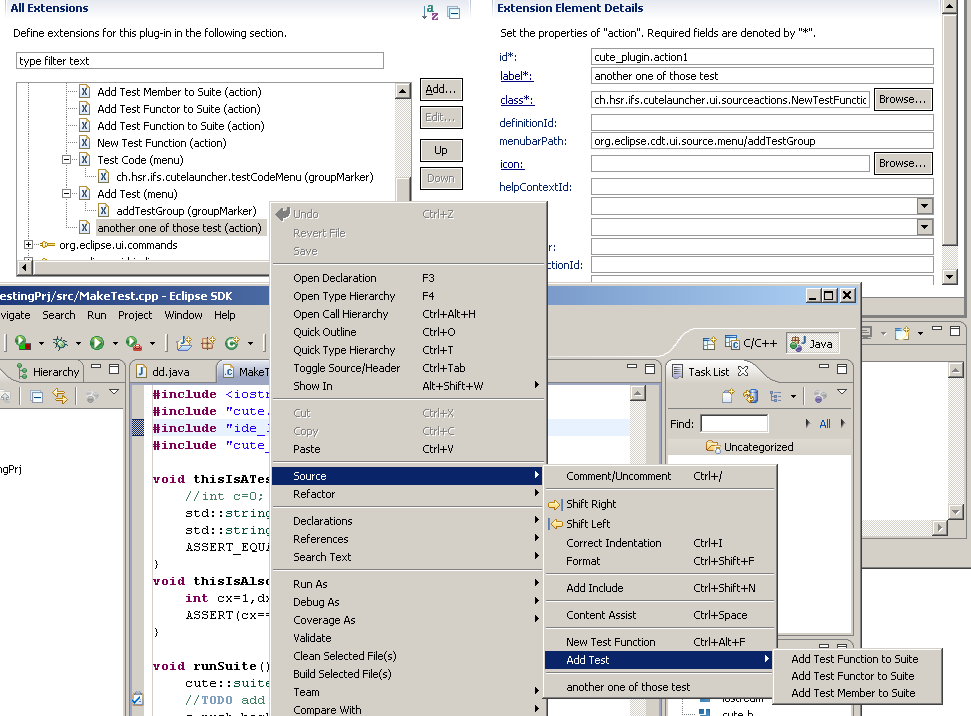 All Extensions
Define extensions for this plug-in in the following section.
type filter text
Add Test Member to Suite (action)
Add Test Functor to Suite (action)
Add Test Function to Suite (action)
New Test Function (action)
Test Code (menu)
ch.hsr.ifs.cutelauncher.testCodeMenu (groupMarker)
Add Test (menu)
addTestGroup (groupMarker)
another one of those test (action)
org.eclipse.ui.commands
Add...
Edit...
Up
Down
Extension Element Details
Set the properties of "action". Required fields are denoted by "*".
id*: cute_plugin.action1
label*: another one of those test
class*: ch.hsr.ifs.cutelauncher.ui.sourceactions.NewTestFunctio Browse...
definitionId:
menubarPath: org.eclipse.cdt.ui.source.menu/addTestGroup
icon: Browse...
helpContextId:
r:
ctionId:
estingPrj/src/MakeTest.cpp - Eclipse SDK
vigate Search Run Project Window Help
C/C++ Java
Hierarchy
dd.java
MakeT
ngPrj
#include <iostr
#include "cute.
#include "ide_
#include "cute_
void thisIsATes
//int c=0;
std::string
std::string
ASSERT_EQUA
}
void thisIsAlso
int cx=1,dx
ASSERT(cx==
}
void runSuite()
cute::suite
//TODO add
Undo Ctrl+Z
Revert File
Save
Open Declaration F3
Open Type Hierarchy F4
Open Call Hierarchy Ctrl+Alt+H
Quick Outline Ctrl+O
Quick Type Hierarchy Ctrl+T
Toggle Source/Header Ctrl+Tab
Show In Alt+Shift+W
Cut Ctrl+X
Copy Ctrl+C
Paste Ctrl+V
Source
Refactor
Declarations
References
Search Text
Run As
Debug As
Coverage As
Validate
Clean Selected File(s)
Build Selected File(s)
Team
Compare With
Comment/Uncomment Ctrl+/
Shift Right
Shift Left
Correct Indentation Ctrl+I
Format Ctrl+Shift+F
Add Include Ctrl+Shift+N
Content Assist Ctrl+Space
New Test Function Ctrl+Alt+F
Add Test
another one of those test
Add Test Function to Suite
Add Test Functor to Suite
Add Test Member to Suite
Task List
Find: All
Uncategorized
iostream
cute.h